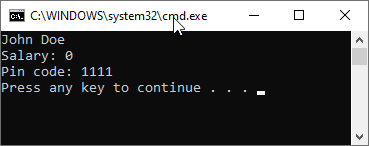 C:\WINDOWS\system32\cmd.exe
John Doe
Salary: 0
Pin code: 1111
Press any key to continue . . .